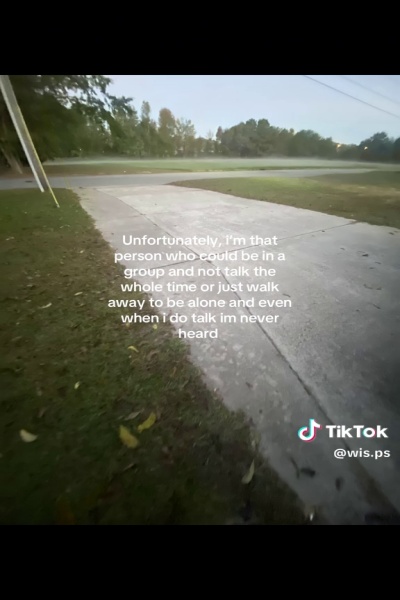 Unfortunately, I'm that
person who could be in a
group and not talk the
whole time or just walk
away to be alone and even
when i do talk im never
heard
TikTok
@wis.ps